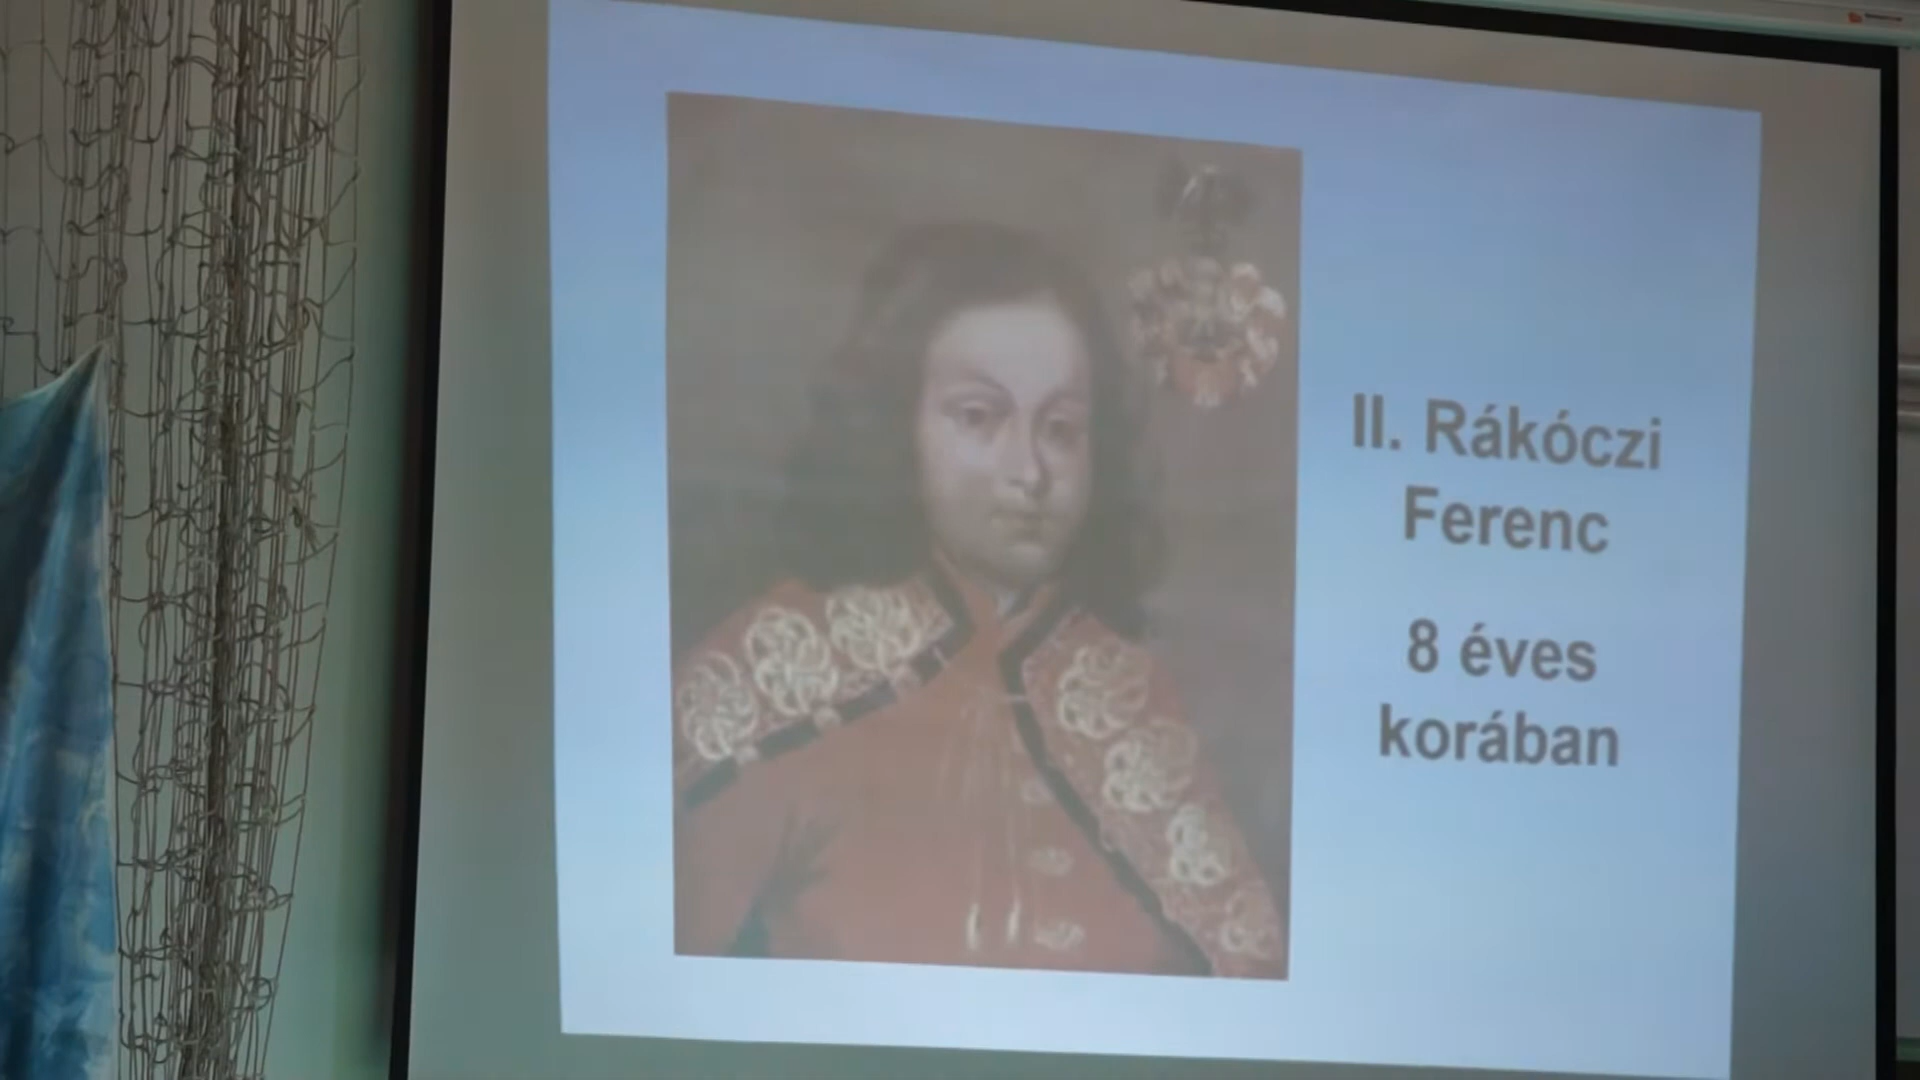 II. Rákóczi
Ferenc
8 éves
korában